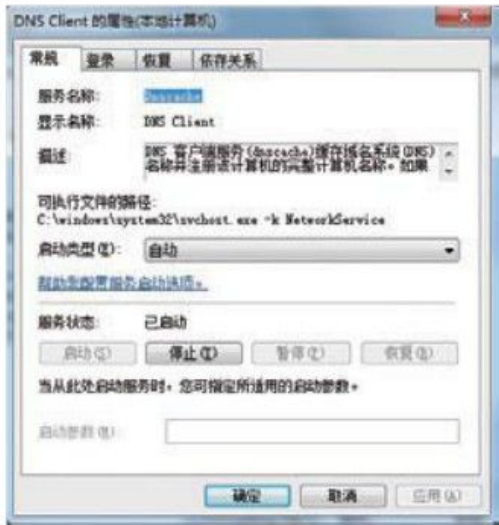 DNS Client 的属性(本地计算机)
常规 登录 恢复 依存关系
服务名称: Dnscache
显示名称: DNS Client
描述: DNS 客户端服务(dnscache)缓存域名系统(DNS)
名称并注册该计算机的完整计算机名称。如果
可执行文件的路径:
C:\windows\system32\svchost.exe -k NetworkService
启动类型(E): 自动
帮助我配置服务启动选项。
服务状态: 已启动
启动(S) 停止(T) 暂停(P) 恢复(R)
当从此处启动服务时，您可指定所适用的启动参数。
启动参数(M):
确定 取消 应用(A)